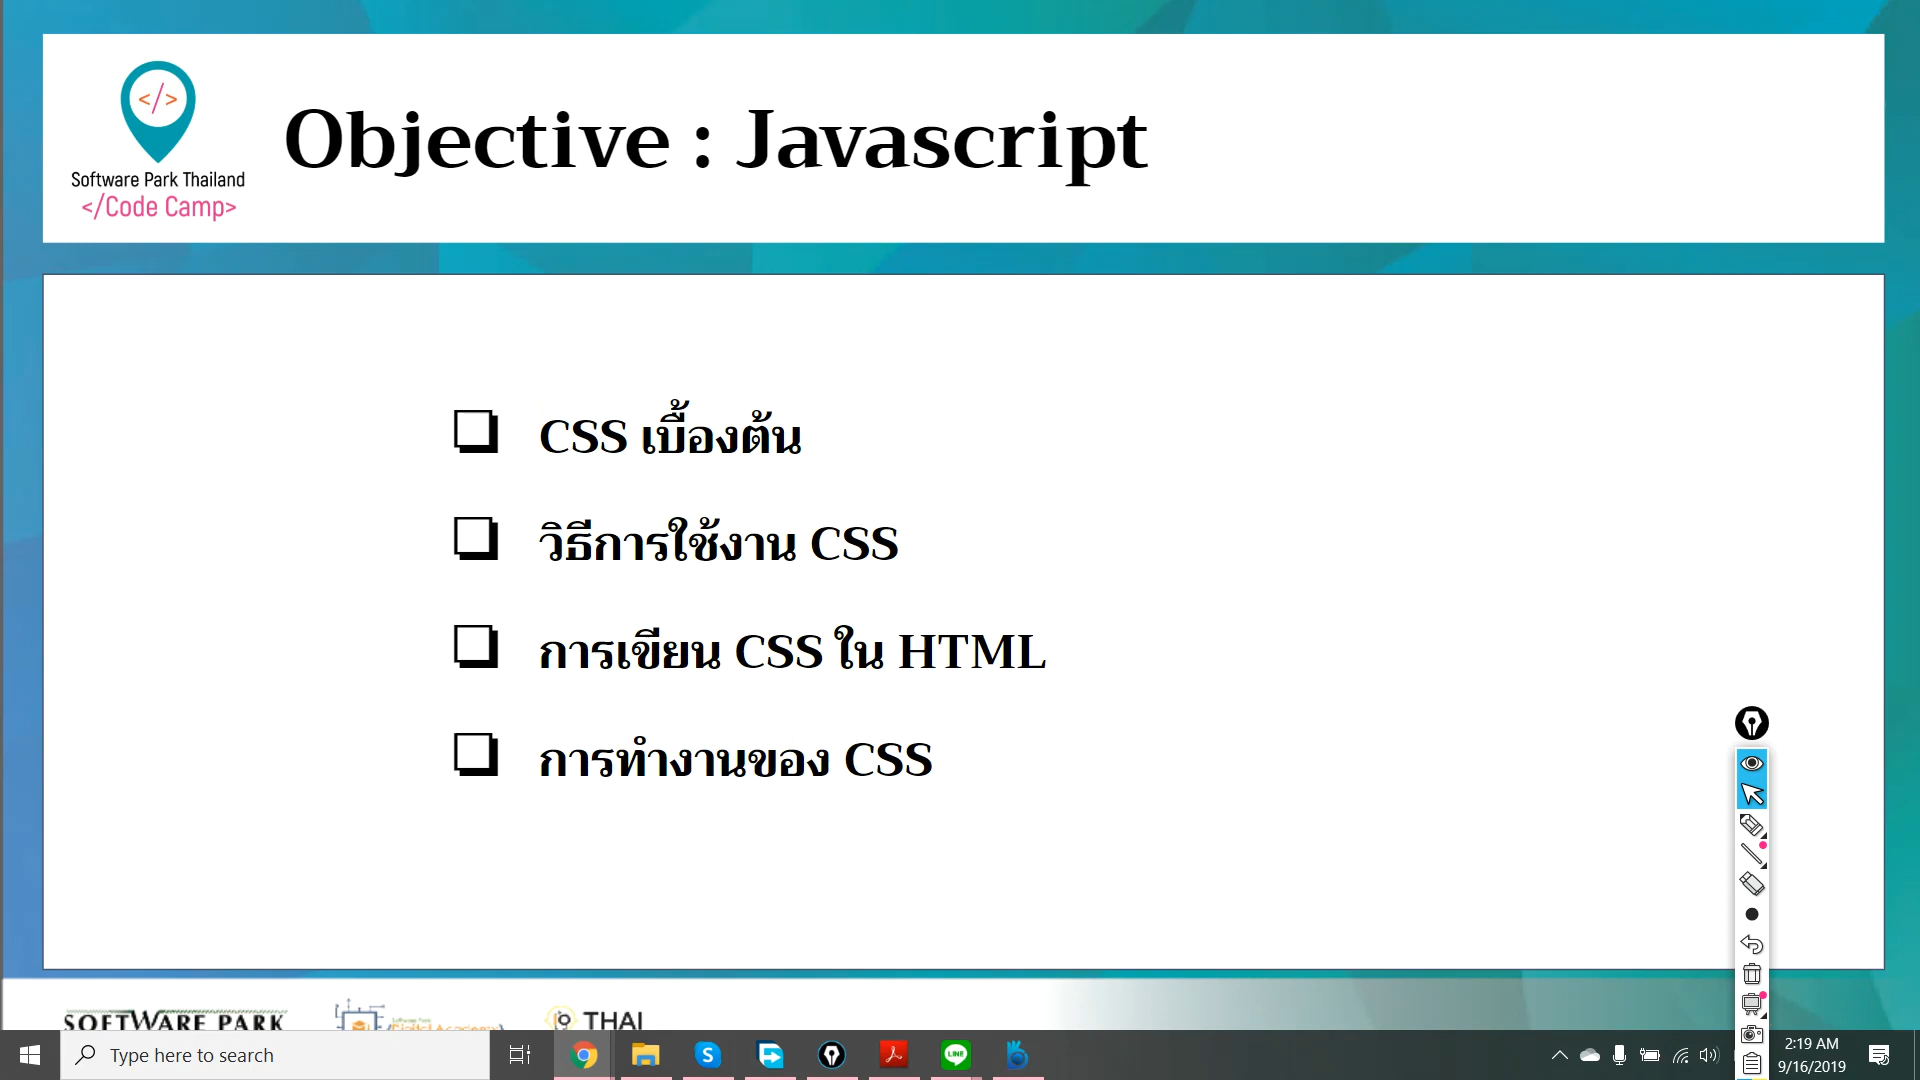 </>
Software Park Thailand
</Code Camp>
Objective : Javascript
CSS เบื้องต้น
วิธีการใช้งาน CSS
การเขียน CSS ใน HTML
การทำงานของ CSS
SOFTWARE PARK
THAI
Type here to search
S
LINE
2:19 AM
9/16/2019